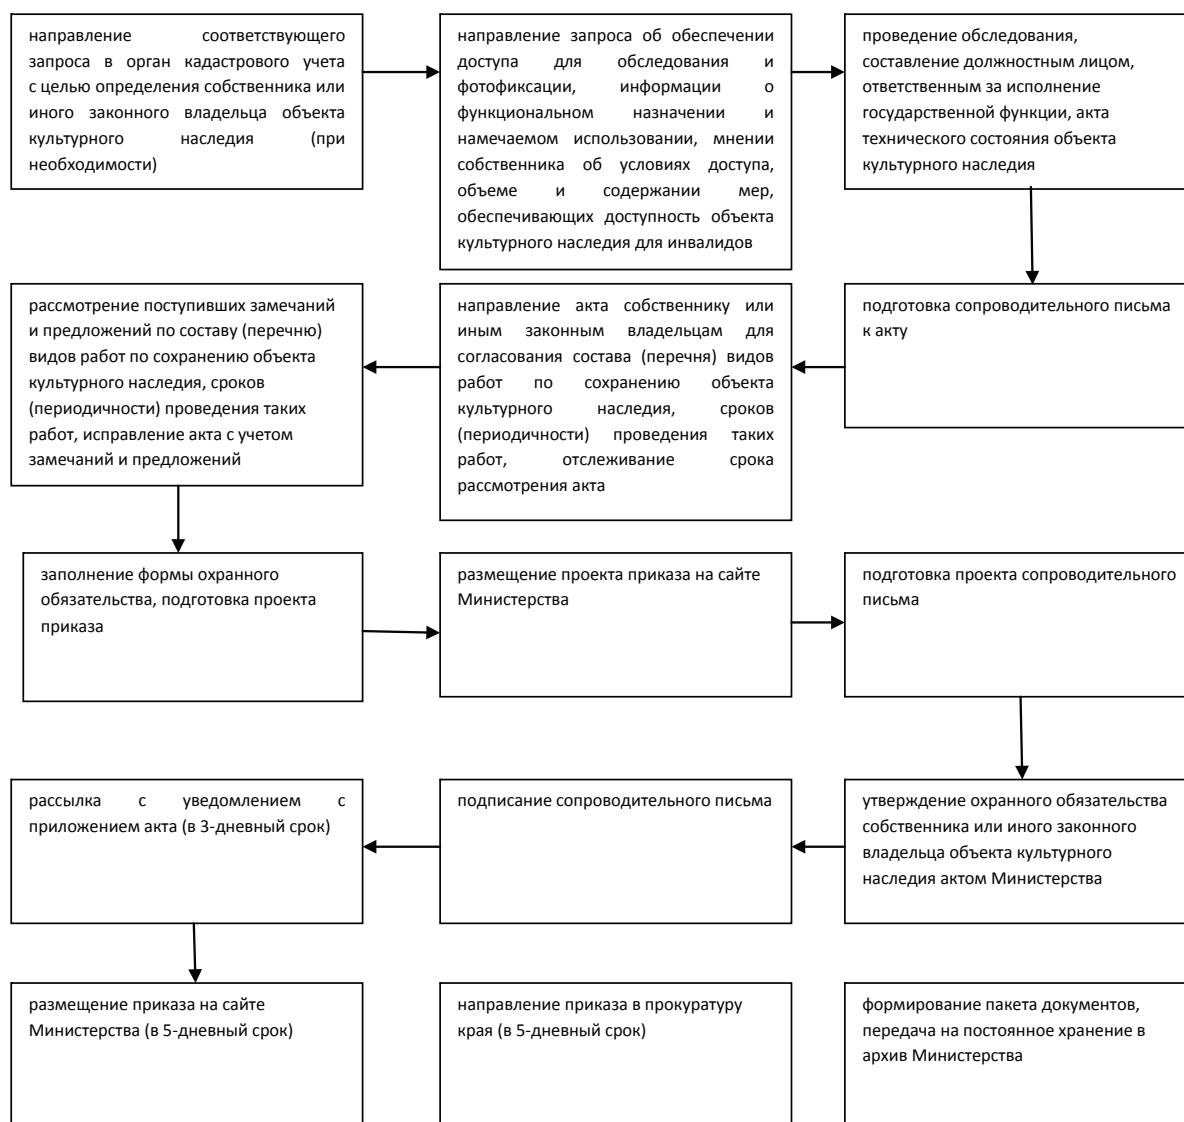 направление соответствующего
запроса в орган кадастрового учета
с целью определения собственника или
иного законного владельца объекта
культурного наследия (при
необходимости)
направление запроса об обеспечении
доступа для обследования и
фотофиксации, информации о
функциональном назначении и
намечаемом использовании, мнении
собственника об условиях доступа,
объеме и содержании мер,
обеспечивающих доступность объекта
культурного наследия для инвалидов
проведение обследования,
составление должностным лицом,
ответственным за исполнение
государственной функции, акта
технического состояния объекта
культурного наследия
рассмотрение поступивших замечаний
и предложений по составу (перечню)
видов работ по сохранению объекта
культурного наследия, сроков
(периодичности) проведения таких
работ, исправление акта с учетом
замечаний и предложений
направление акта собственнику или
иным законным владельцам для
согласования состава (перечня) видов
работ по сохранению объекта
культурного наследия, сроков
(периодичности) проведения таких
работ, отслеживание срока
рассмотрения акта
подготовка сопроводительного письма
к акту
заполнение формы охранного
обязательства, подготовка проекта
приказа
размещение проекта приказа на сайте
Министерства
подготовка проекта сопроводительного
письма
рассылка с уведомлением с
приложением акта (в 3-дневный срок)
подписание сопроводительного письма
утверждение охранного обязательства
собственника или иного законного
владельца объекта культурного
наследия актом Министерства
размещение приказа на сайте
Министерства (в 5-дневный срок)
направление приказа в прокуратуру
края (в 5-дневный срок)
формирование пакета документов,
передача на постоянное хранение в
архив Министерства